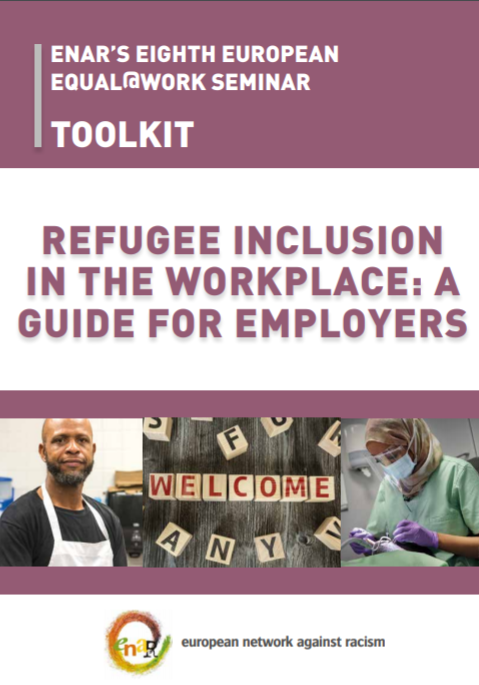 ENAR'S EIGHTH EUROPEAN
EQUAL@WORK SEMINAR
TOOLKIT
REFUGEE INCLUSION
IN THE WORKPLACE: A
GUIDE FOR EMPLOYERS
S F
WELCOME
ANY
enaR european network against racism